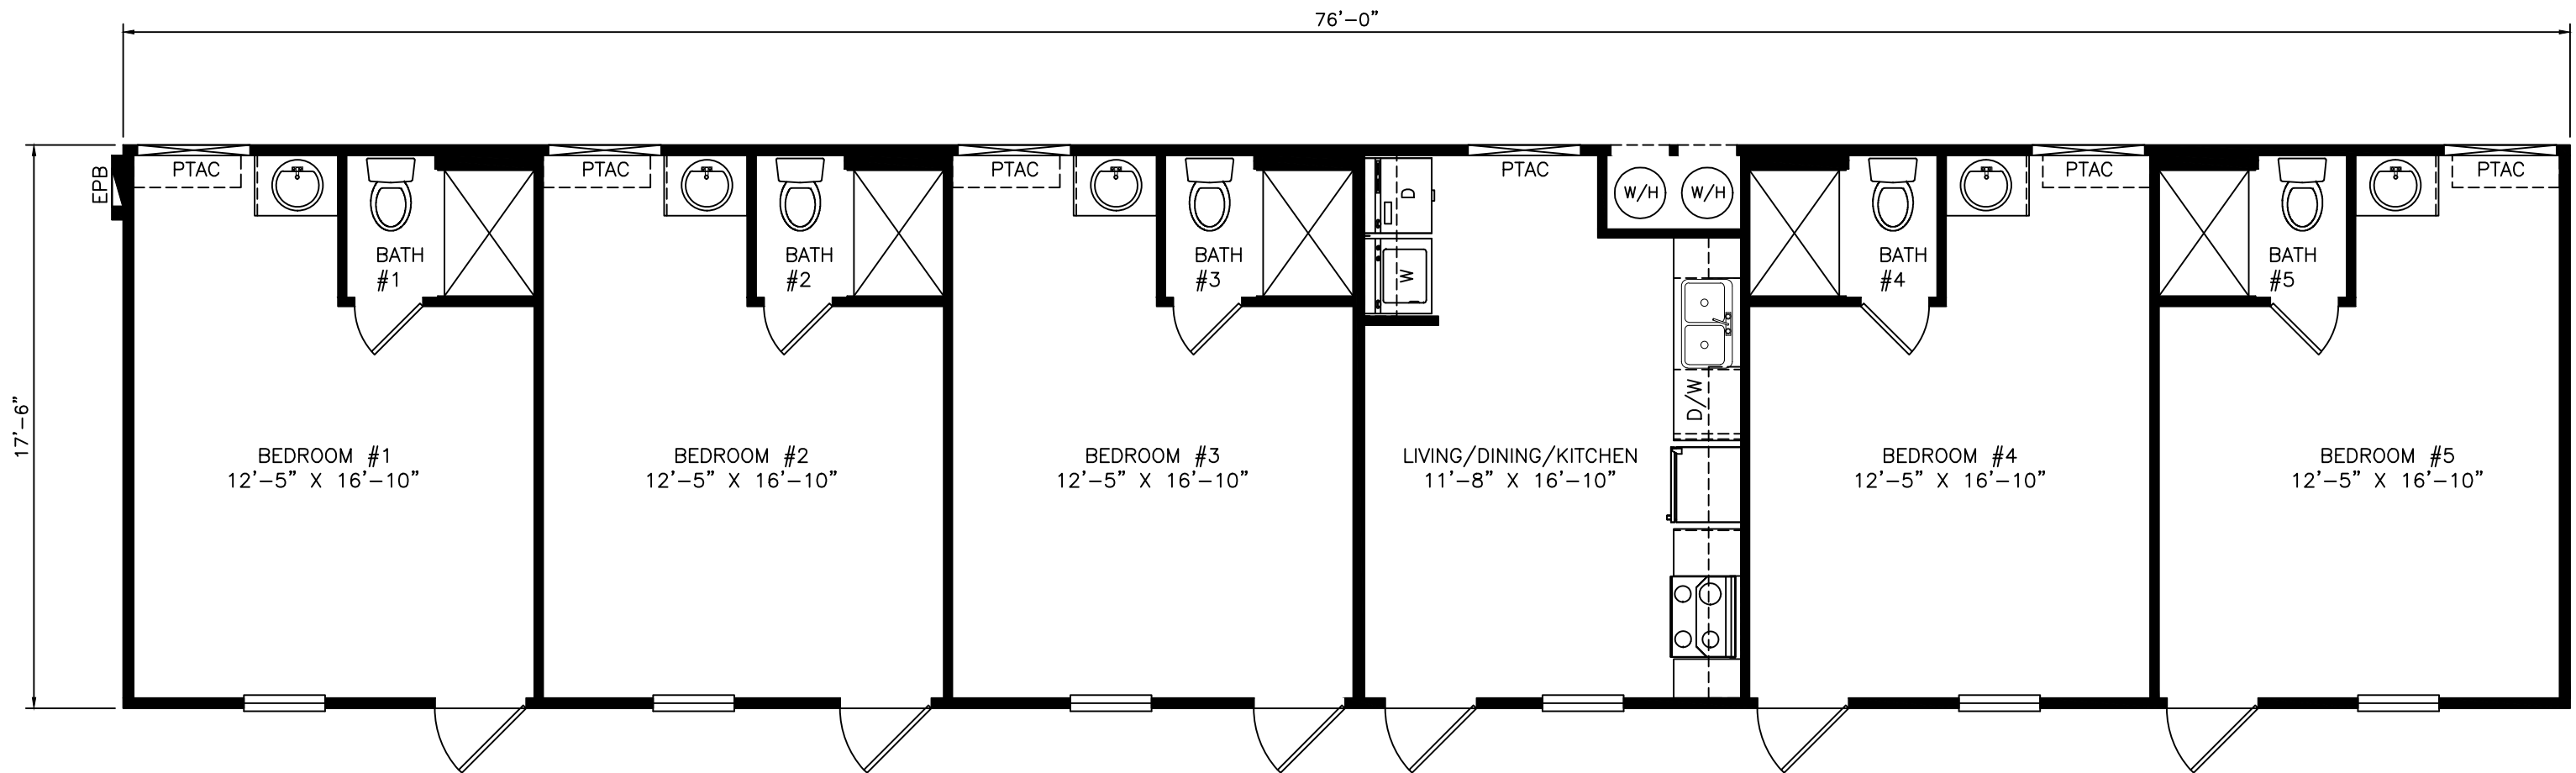 76'-0"
EPB
PTAC
PTAC
PTAC
D
PTAC
W/H
W/H
PTAC
PTAC
BATH
#1
BATH
#2
BATH
#3
W
BATH
#4
BATH
#5
17'-6"
D/W
BEDROOM #1
12'-5" X 16'-10"
BEDROOM #2
12'-5" X 16'-10"
BEDROOM #3
12'-5" X 16'-10"
LIVING/DINING/KITCHEN
11'-8" X 16'-10"
BEDROOM #4
12'-5" X 16'-10"
BEDROOM #5
12'-5" X 16'-10"